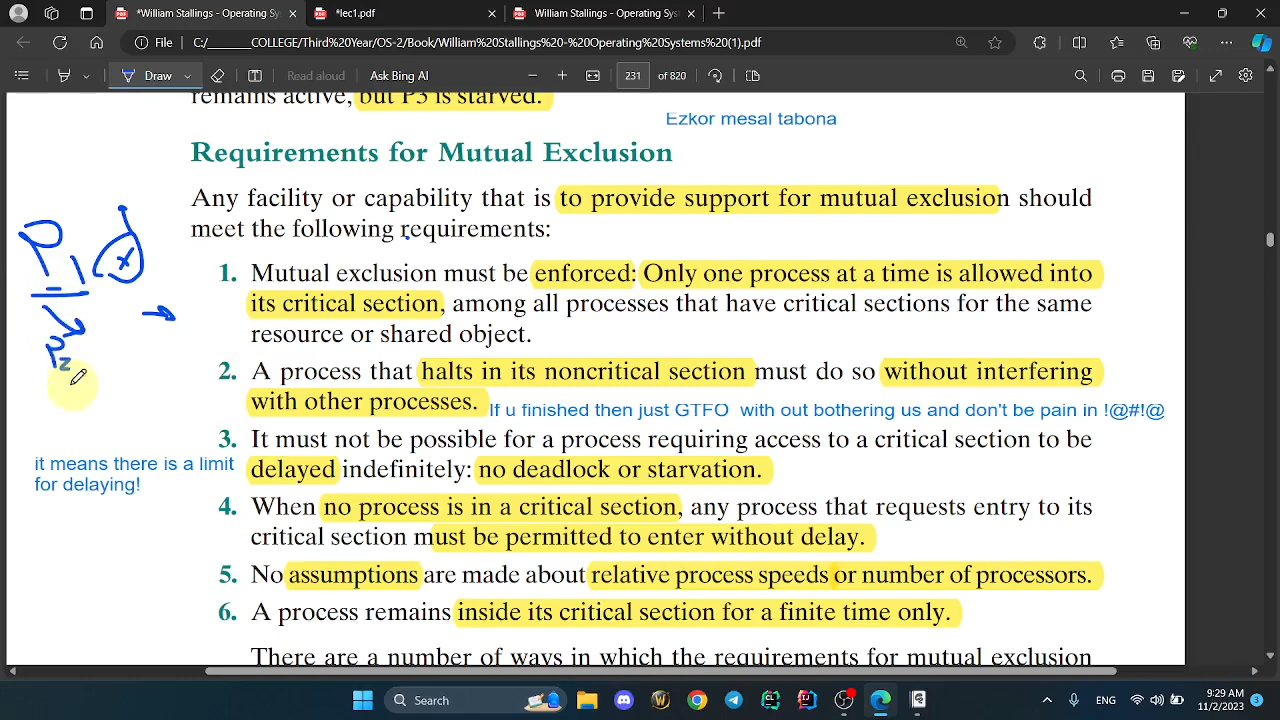 *William Stallings - Operating S
*lec1.pdf
William Stallings - Operating Sys
File
C:/______COLLEGE/Third%20Year/OS-2/Book/William%20Stallings%20-%20Operating%20Systems%20(1).pdf
Draw
Read aloud
Ask Bing AI
231 of 820
remains active, but P3 is starved.
Ezkor mesal tabona
Requirements for Mutual Exclusion
Any facility or capability that is to provide support for mutual exclusion should
meet the following requirements:
1. Mutual exclusion must be enforced: Only one process at a time is allowed into
its critical section, among all processes that have critical sections for the same
resource or shared object.
2. A process that halts in its noncritical section must do so without interfering
with other processes.
If u finished then just GTFO with out bothering us and don't be pain in !@#!@
3. It must not be possible for a process requiring access to a critical section to be
delayed indefinitely: no deadlock or starvation.
it means there is a limit
for delaying!
4. When no process is in a critical section, any process that requests entry to its
critical section must be permitted to enter without delay.
5. No assumptions are made about relative process speeds or number of processors.
6. A process remains inside its critical section for a finite time only.
There are a number of ways in which the requirements for mutual exclusion
P1
x
P2
Search
ENG
9:29 AM
11/2/2023
3